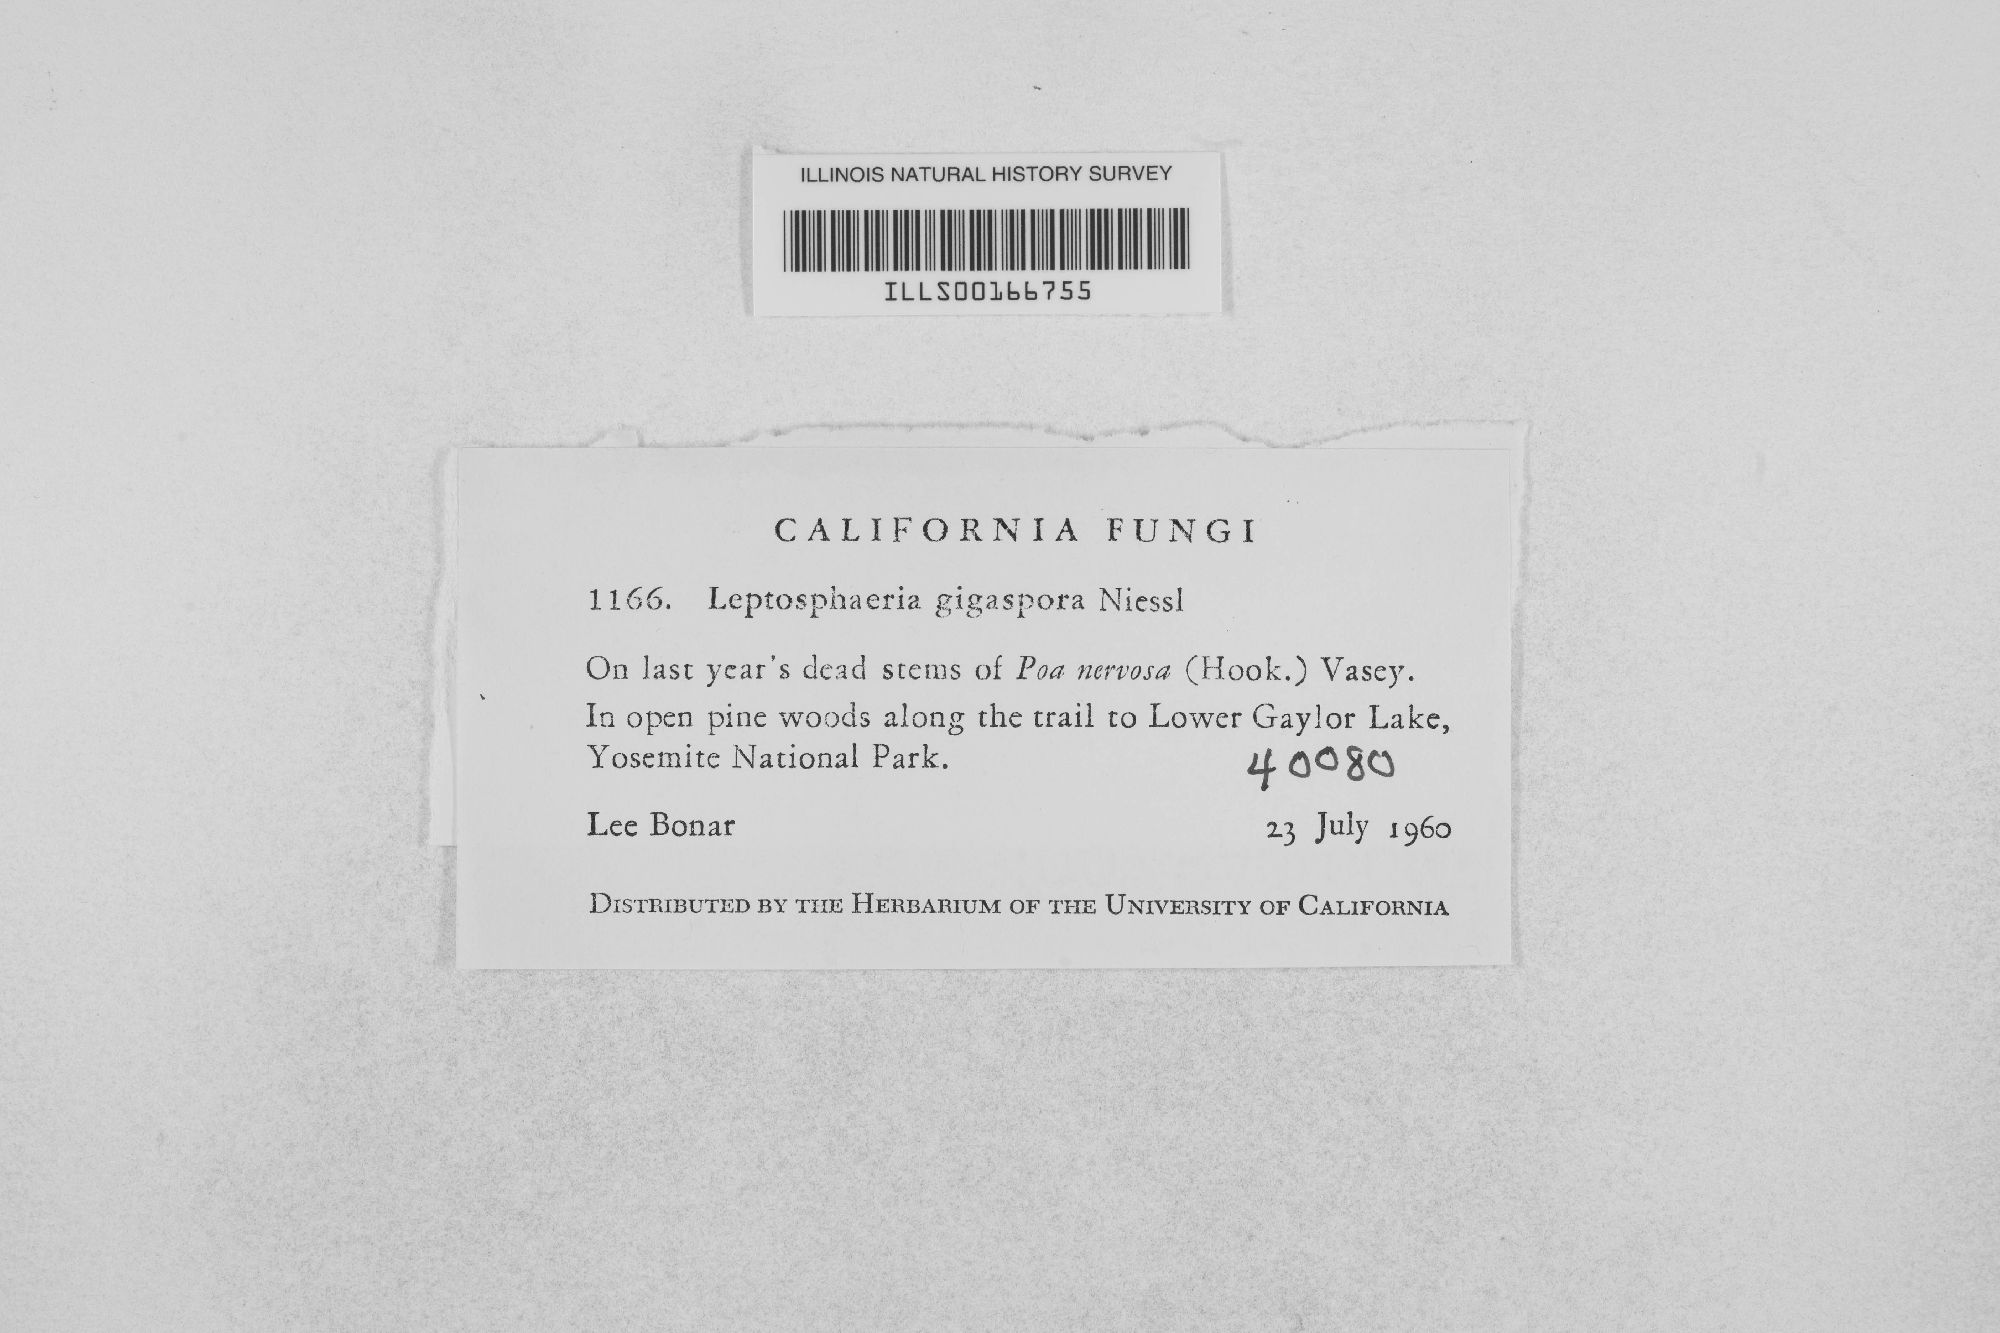 ILLINOIS NATURAL HISTORY SURVEY
ILLS00166755
CALIFORNIA FUNGI
1166. Leptosphaeria gigaspora Niessl
On last year's dead stems of Poa nervosa (Hook.) Vasey.
In open pine woods along the trail to Lower Gaylor Lake,
Yosemite National Park.
40080
Lee Bonar 23 July 1960
DISTRIBUTED BY THE HERBARIUM OF THE UNIVERSITY OF CALIFORNIA